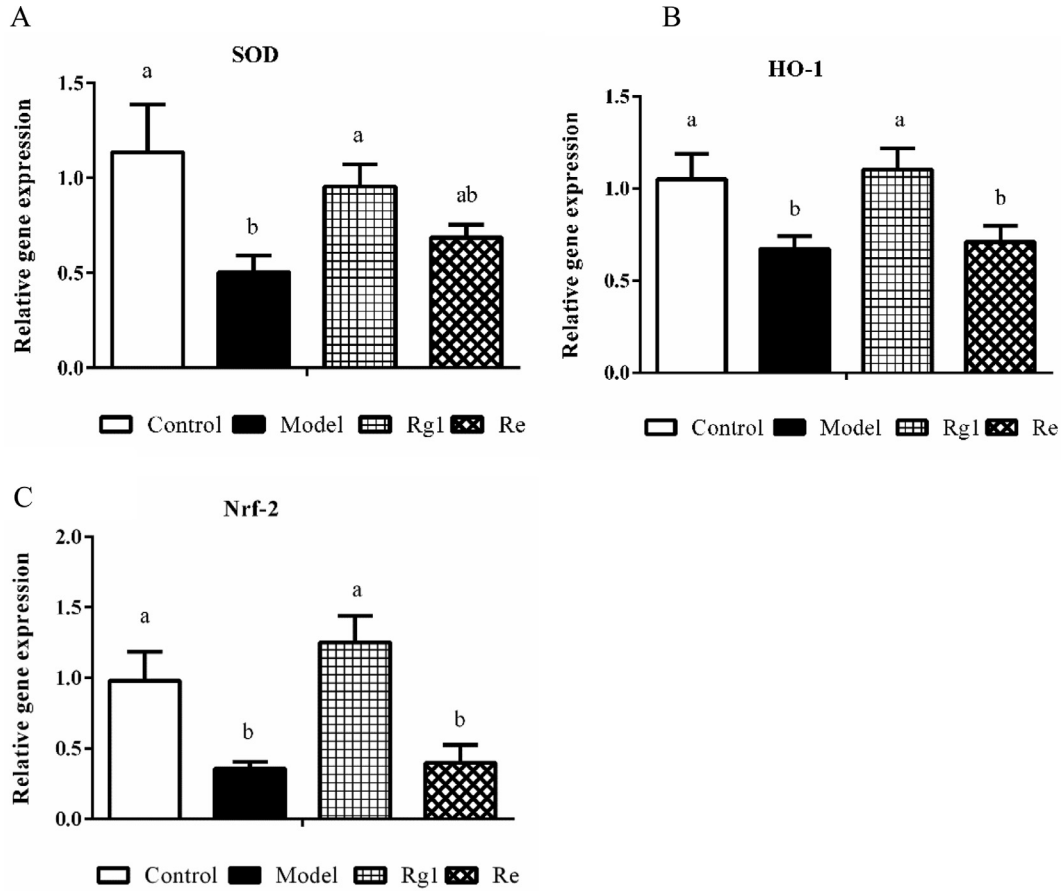 A
SOD
Relative gene expression
1.5
1.0
0.5
0.0
a
b
a
ab
Control Model Rg1 Re
B
HO-1
Relative gene expression
1.5
1.0
0.5
0.0
a
b
a
b
Control Model Rg1 Re
C
Nrf-2
Relative gene expression
2.0
1.5
1.0
0.5
0.0
a
b
a
b
Control Model Rg1 Re